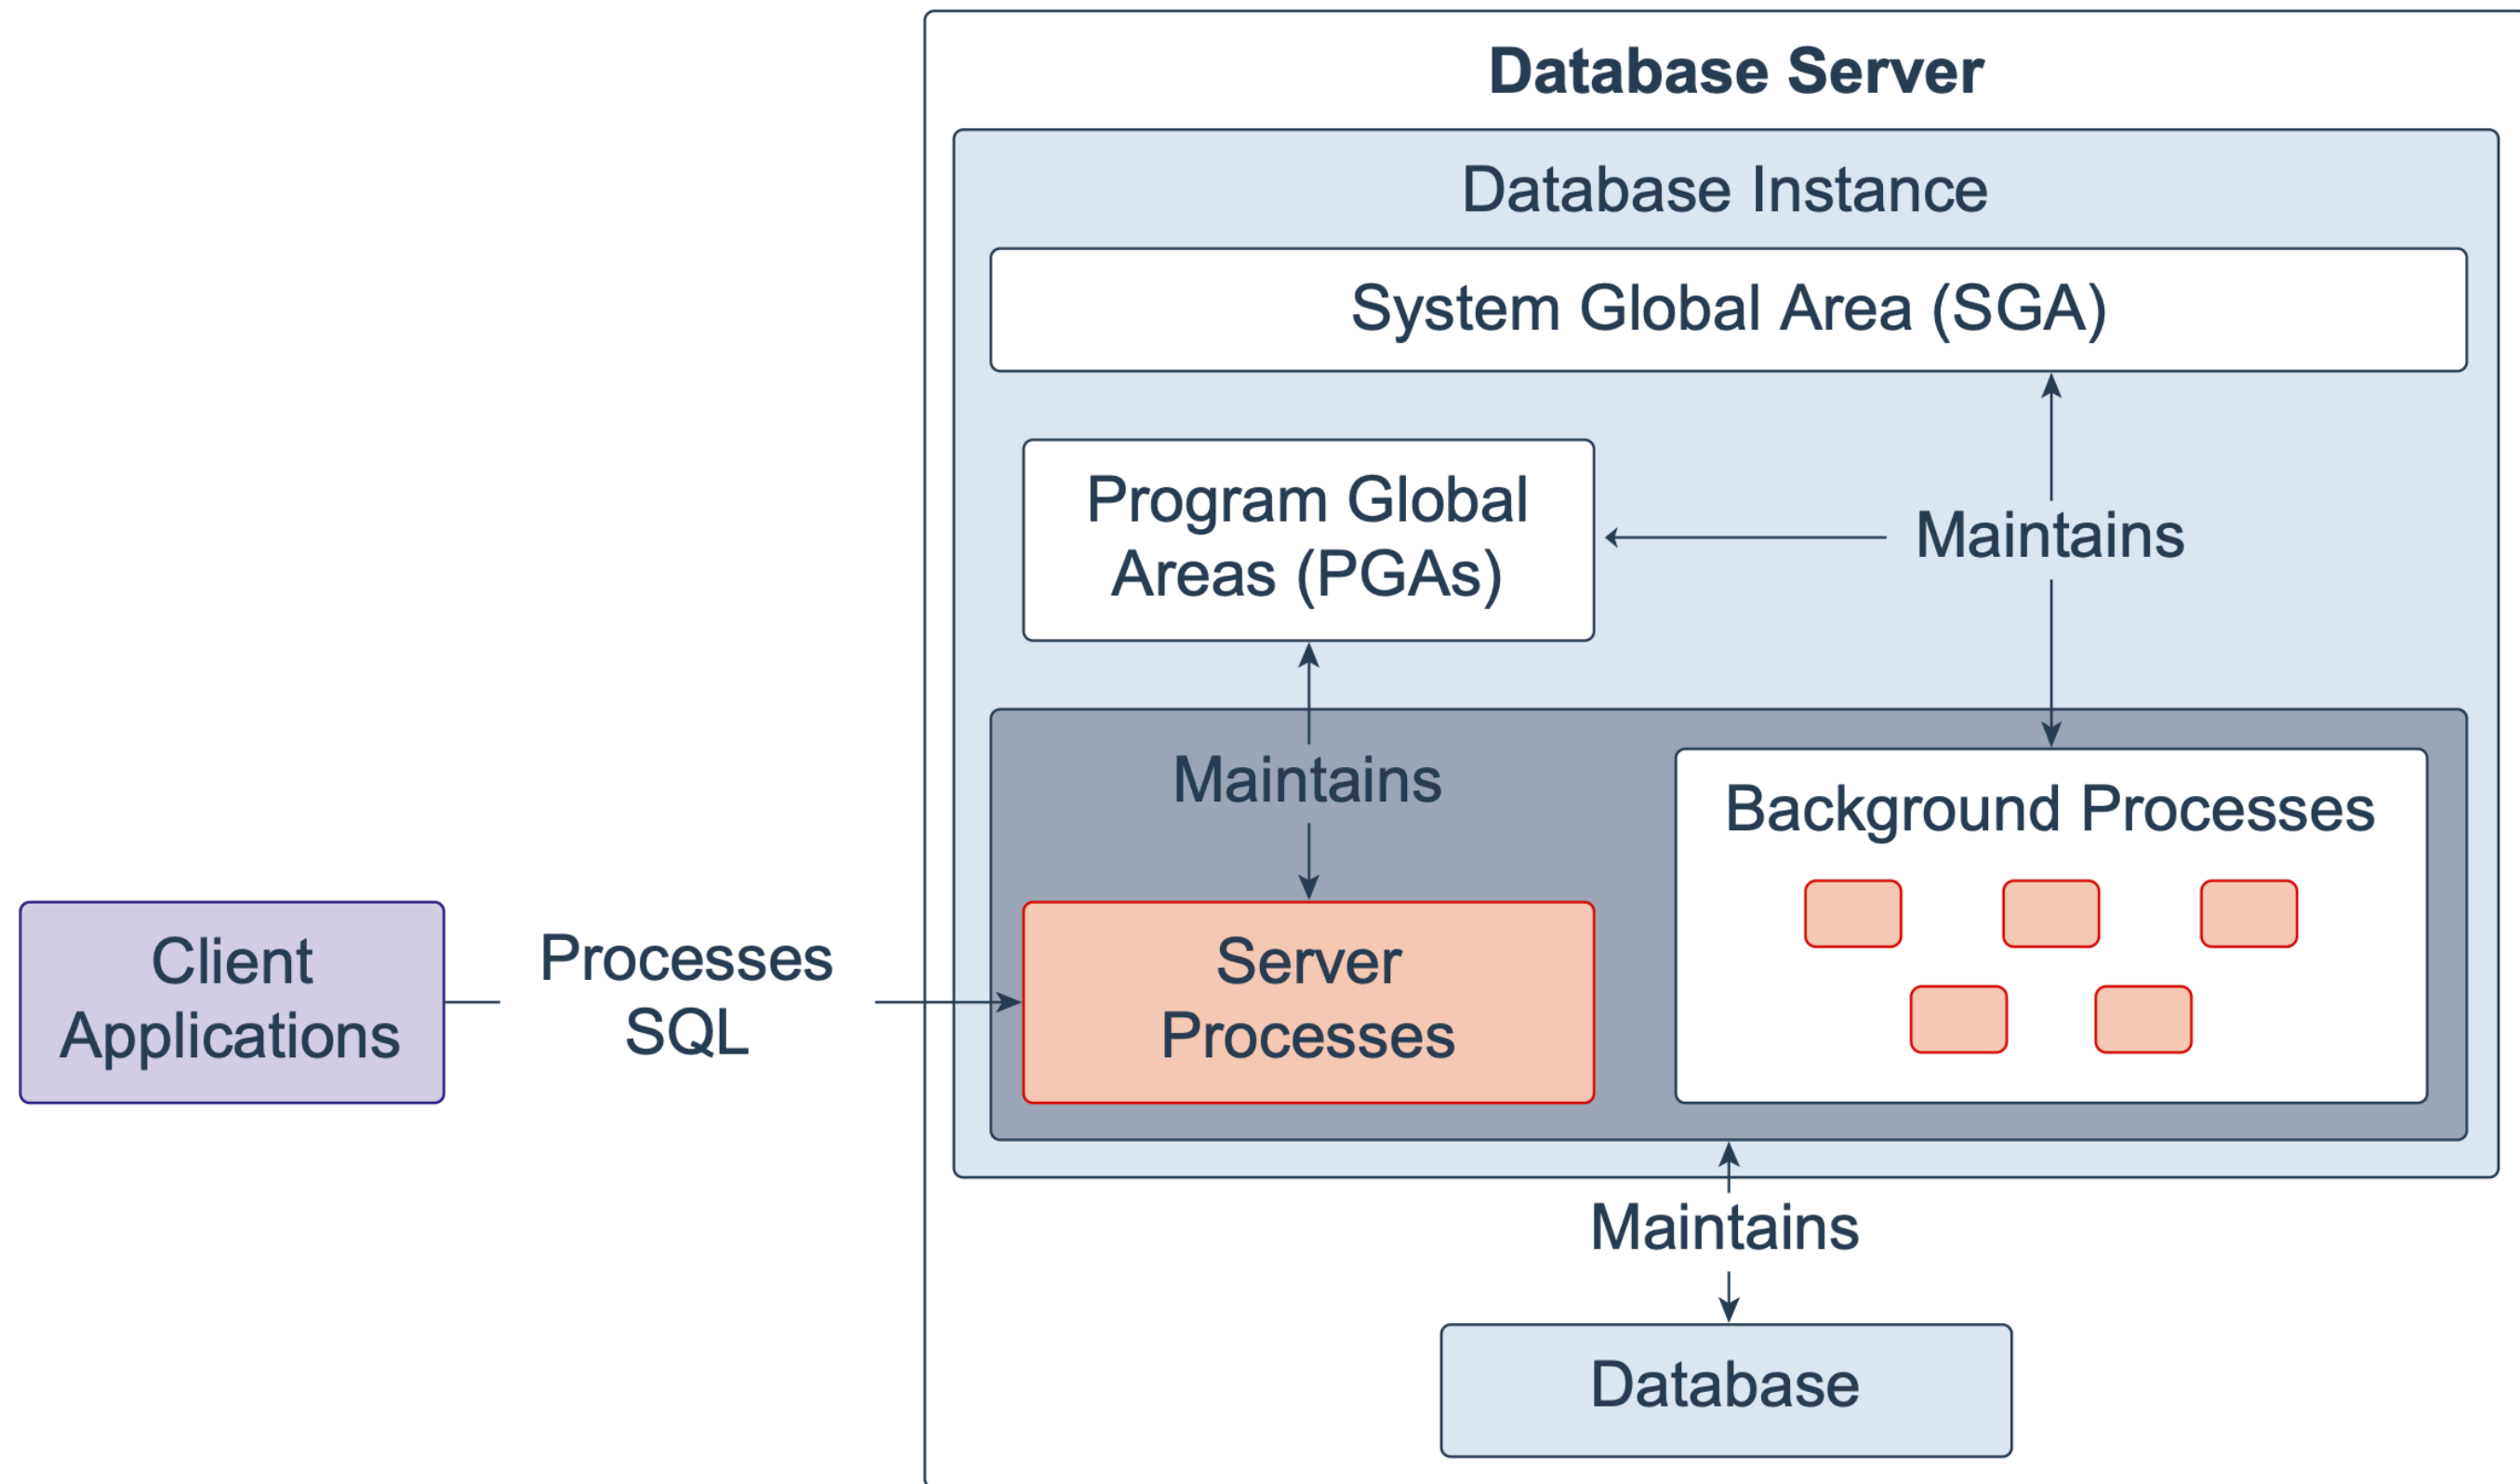 Database Server
Database Instance
System Global Area (SGA)
Program Global
Areas (PGAs)
Maintains
Maintains
Background Processes
Client
Applications
Processes
SQL
Server
Processes
Maintains
Database